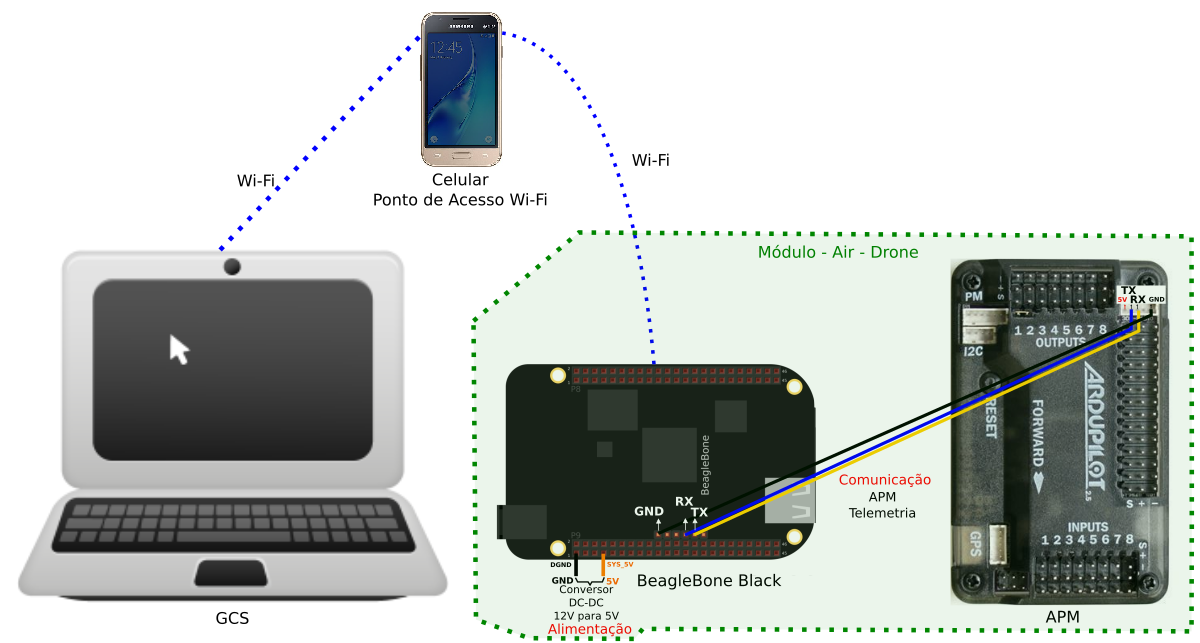 SAMSUNG
12:45
Wi-Fi
Wi-Fi
Celular
Ponto de Acesso Wi-Fi
Módulo - Air - Drone
GCS
P8
BeagleBone
GND
RX
TX
P9
DGND
SYS_5V
GND
5V
Conversor
DC-DC
12V para 5V
Alimentação
BeagleBone Black
Comunicação
APM
Telemetria
PM
- + S
TX
5V RX GND
1 2 3 4 5 6 7 8
OUTPUTS
I2C
RESET
FORWARD
ARDUPILOT
2.5
S + -
INPUTS
1 2 3 4 5 6 7 8
GPS
S + -
APM